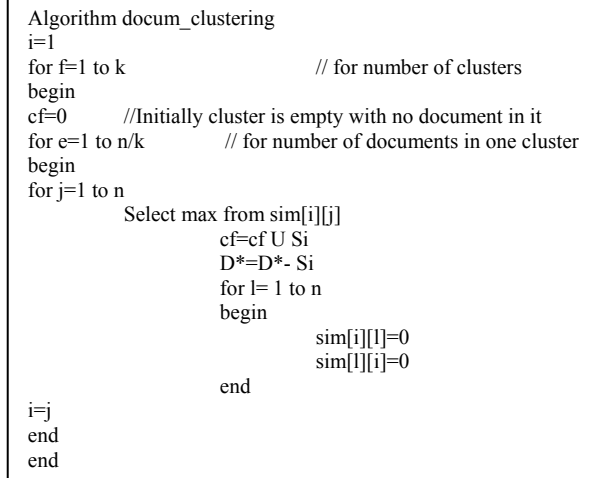 Algorithm docum_clustering
i=1
for f=1 to k // for number of clusters
begin
cf=0 //Initially cluster is empty with no document in it
for e=1 to n/k // for number of documents in one cluster
begin
for j=1 to n
Select max from sim[i][j]
cf=cf U Si
D*=D*- Si
for l= 1 to n
begin
sim[i][l]=0
sim[l][i]=0
end
i=j
end
end